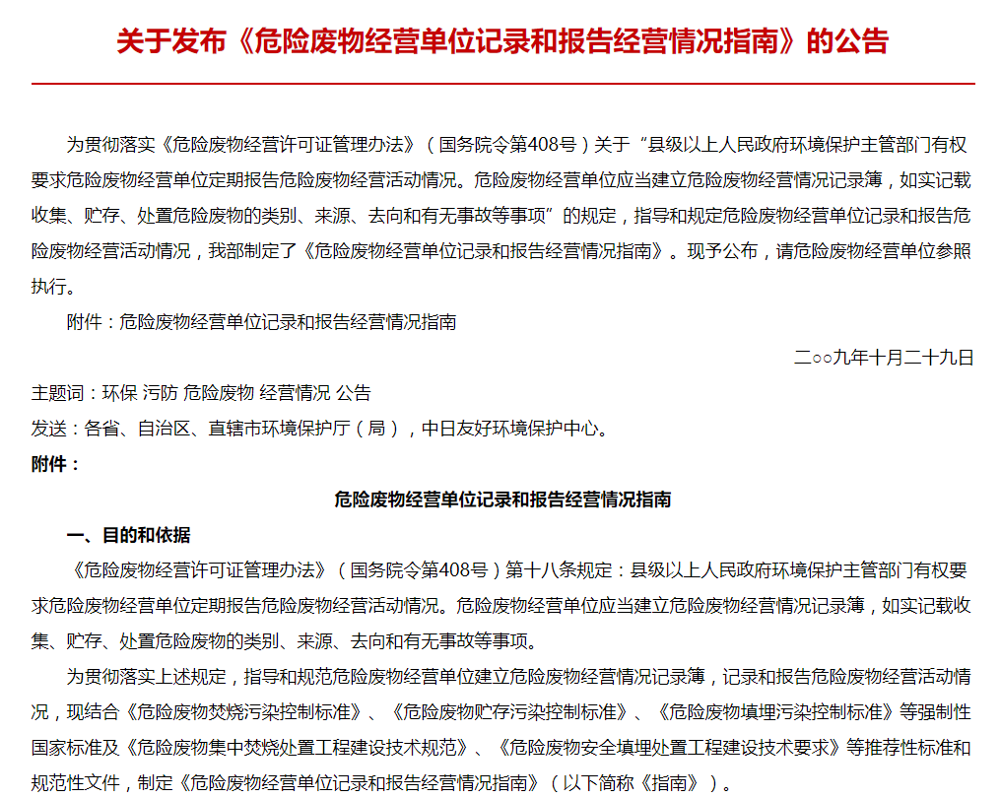 关于发布《危险废物经营单位记录和报告经营情况指南》的公告
为贯彻落实《危险废物经营许可证管理办法》（国务院令第408号）关于“县级以上人民政府环境保护主管部门有权
要求危险废物经营单位定期报告危险废物经营活动情况。危险废物经营单位应当建立危险废物经营情况记录簿，如实记载
收集、贮存、处置危险废物的类别、来源、去向和有无事故等事项”的规定，指导和规定危险废物经营单位记录和报告危
险废物经营活动情况，我部制定了《危险废物经营单位记录和报告经营情况指南》。现予公布，请危险废物经营单位参照
执行。
附件：危险废物经营单位记录和报告经营情况指南
二○○九年十月二十九日
主题词：环保 污防 危险废物 经营情况 公告
发送：各省、自治区、直辖市环境保护厅（局），中日友好环境保护中心。
附件：
危险废物经营单位记录和报告经营情况指南
一、目的和依据
《危险废物经营许可证管理办法》（国务院令第408号）第十八条规定：县级以上人民政府环境保护主管部门有权要
求危险废物经营单位定期报告危险废物经营活动情况。危险废物经营单位应当建立危险废物经营情况记录簿，如实记载收
集、贮存、处置危险废物的类别、来源、去向和有无事故等事项。
为贯彻落实上述规定，指导和规范危险废物经营单位建立危险废物经营情况记录簿，记录和报告危险废物经营活动情
况，现结合《危险废物焚烧污染控制标准》、《危险废物贮存污染控制标准》、《危险废物填埋污染控制标准》等强制性
国家标准及《危险废物集中焚烧处置工程建设技术规范》、《危险废物安全填埋处置工程建设技术要求》等推荐性标准和
规范性文件，制定《危险废物经营单位记录和报告经营情况指南》（以下简称《指南》）。